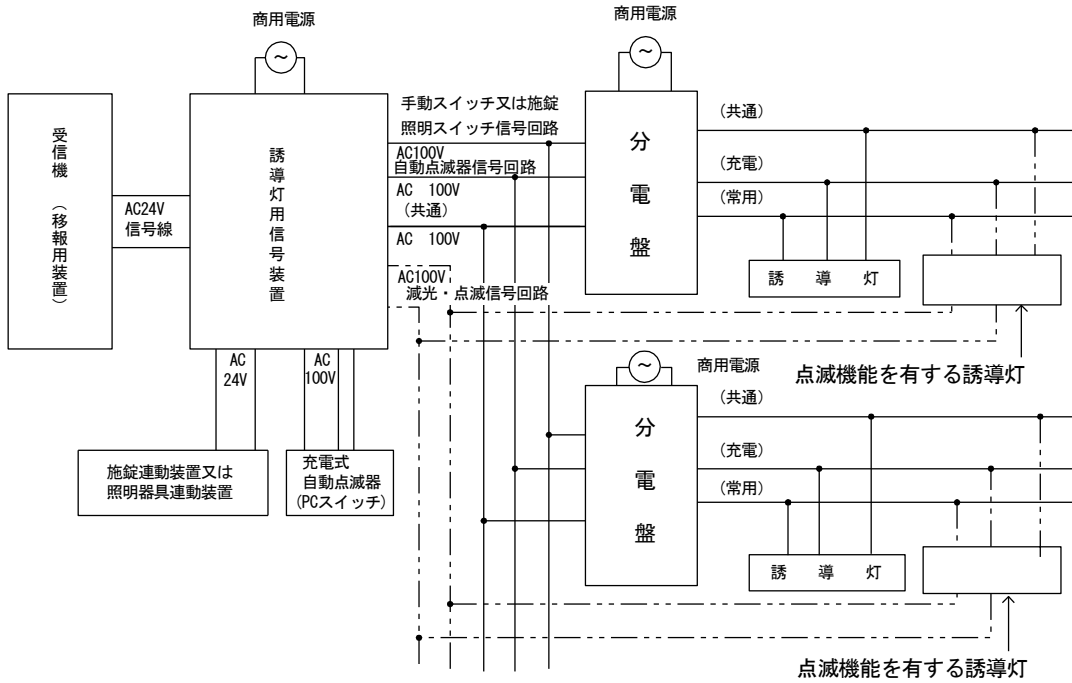 商用電源
商用電源
受信機（移報用装置）
AC24V
信号線
誘導灯用信号装置
手動スイッチ又は施錠
照明スイッチ信号回路
AC100V
自動点滅器信号回路
AC 100V
(共通)
AC 100V
AC100V
減光・点滅信号回路
分電盤
(共通)
(充電)
(常用)
誘導灯
点滅機能を有する誘導灯
AC
24V
AC
100V
施錠連動装置又は
照明器具連動装置
充電式
自動点滅器
(PCスイッチ)
商用電源
分電盤
(共通)
(充電)
(常用)
誘導灯
点滅機能を有する誘導灯